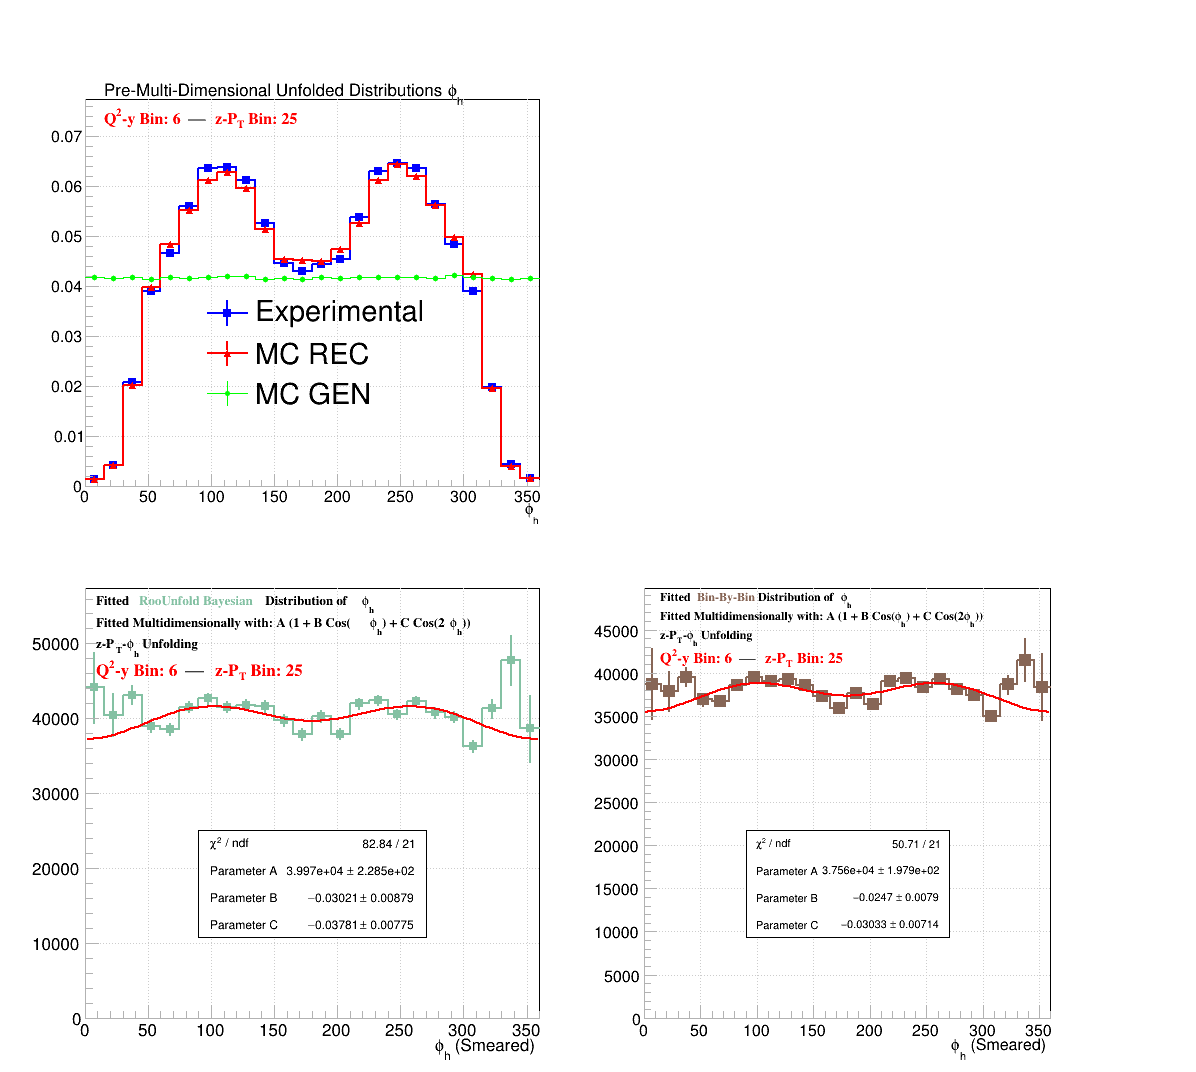 Pre-Multi-Dimensional Unfolded Distributions ϕh
Q2-y Bin: 6 — z-PT Bin: 25
0.07
0.06
0.05
0.04
0.03
0.02
0.01
0
Experimental
MC REC
MC GEN
0 50 100 150 200 250 300 350
ϕh
Fitted RooUnfold Bayesian Distribution of ϕh
Fitted Multidimensionally with: A (1 + B Cos( ϕh) + C Cos(2 ϕh))
z-PT-ϕh Unfolding
Q2-y Bin: 6 — z-PT Bin: 25
50000
40000
30000
20000
10000
0
χ2 / ndf 82.84 / 21
Parameter A 3.997e+04 ± 2.285e+02
Parameter B −0.03021 ± 0.00879
Parameter C −0.03781 ± 0.00775
0 50 100 150 200 250 300 350
ϕh (Smeared)
Fitted Bin-By-Bin Distribution of ϕh
Fitted Multidimensionally with: A (1 + B Cos(ϕh) + C Cos(2ϕh))
z-PT-ϕh Unfolding
Q2-y Bin: 6 — z-PT Bin: 25
45000
40000
35000
30000
25000
20000
15000
10000
5000
0
χ2 / ndf 50.71 / 21
Parameter A 3.756e+04 ± 1.979e+02
Parameter B −0.0247 ± 0.0079
Parameter C −0.03033 ± 0.00714
0 50 100 150 200 250 300 350
ϕh (Smeared)